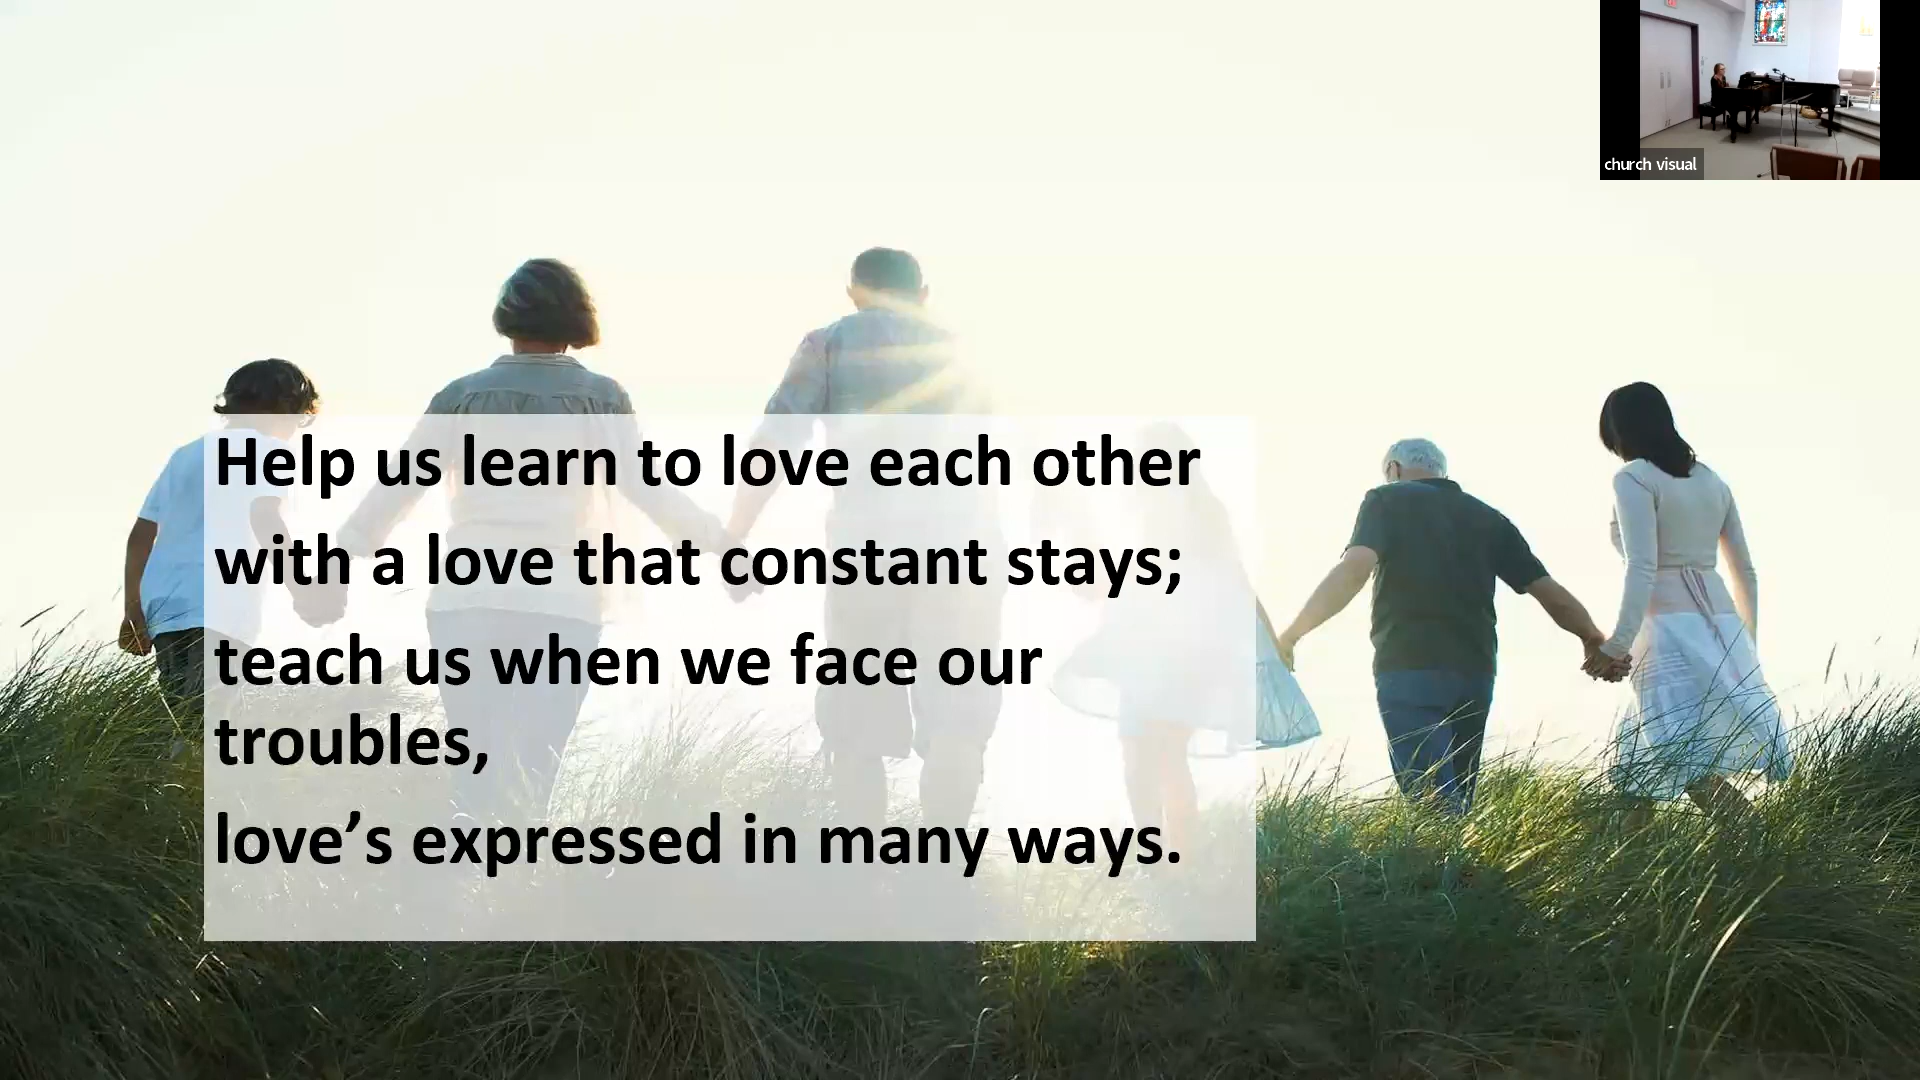 church visual
Help us learn to love each other
with a love that constant stays;
teach us when we face our
troubles,
love’s expressed in many ways.